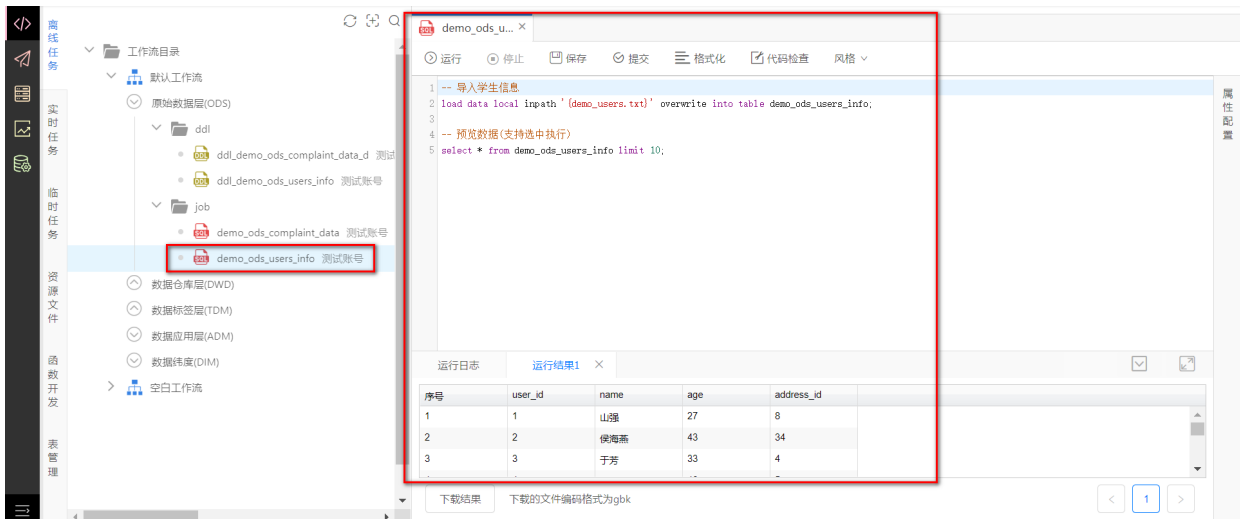 离线任务
实时任务
临时任务
资源文件
函数开发
表管理
工作流目录
默认工作流
原始数据层(ODS)
ddl
DDL ddl_demo_ods_complaint_data_d 测试
DDL ddl_demo_ods_users_info 测试账号
job
SQL demo_ods_complaint_data 测试账号
SQL demo_ods_users_info 测试账号
数据仓库层(DWD)
数据标签层(TDM)
数据应用层(ADM)
数据纬度(DIM)
空白工作流
SQL demo_ods_u... ×
运行 停止 保存 提交 格式化 代码检查 风格
1 -- 导入学生信息
2 load data local inpath '{demo_users.txt}' overwrite into table demo_ods_users_info;
3
4 -- 预览数据(支持选中执行)
5 select * from demo_ods_users_info limit 10;
属性配置
运行日志 运行结果1 ×
序号 user_id name age address_id
1 1 山强 27 8
2 2 侯海燕 43 34
3 3 于芳 33 4
下载结果 下载的文件编码格式为gbk
< 1 >